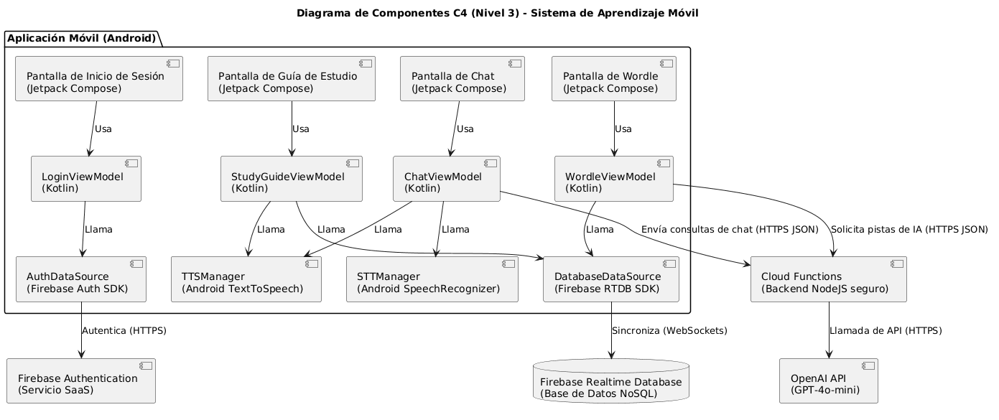 Diagrama de Componentes C4 (Nivel 3) - Sistema de Aprendizaje Móvil
Aplicación Móvil (Android)
Pantalla de Inicio de Sesión
(Jetpack Compose)
Pantalla de Guía de Estudio
(Jetpack Compose)
Pantalla de Chat
(Jetpack Compose)
Pantalla de Wordle
(Jetpack Compose)
Usa
Usa
Usa
Usa
LoginViewModel
(Kotlin)
StudyGuideViewModel
(Kotlin)
ChatViewModel
(Kotlin)
WordleViewModel
(Kotlin)
Llama
Llama
Llama
Llama
Llama
Llama
Envía consultas de chat (HTTPS JSON)
Solicita pistas de IA (HTTPS JSON)
AuthDataSource
(Firebase Auth SDK)
TTSManager
(Android TextToSpeech)
STTManager
(Android SpeechRecognizer)
DatabaseDataSource
(Firebase RTDB SDK)
Cloud Functions
(Backend NodeJS seguro)
Autentica (HTTPS)
Sincroniza (WebSockets)
Llamada de API (HTTPS)
Firebase Authentication
(Servicio SaaS)
Firebase Realtime Database
(Base de Datos NoSQL)
OpenAI API
(GPT-4o-mini)